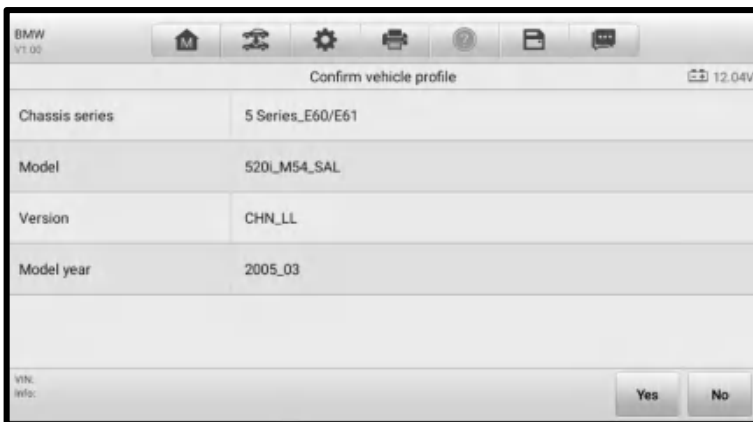 BMW
V1.00
M
?
Confirm vehicle profile
12.04V
Chassis series 5 Series_E60/E61
Model 520i_M54_SAL
Version CHN_LL
Model year 2005_03
VIN:
Info:
Yes No